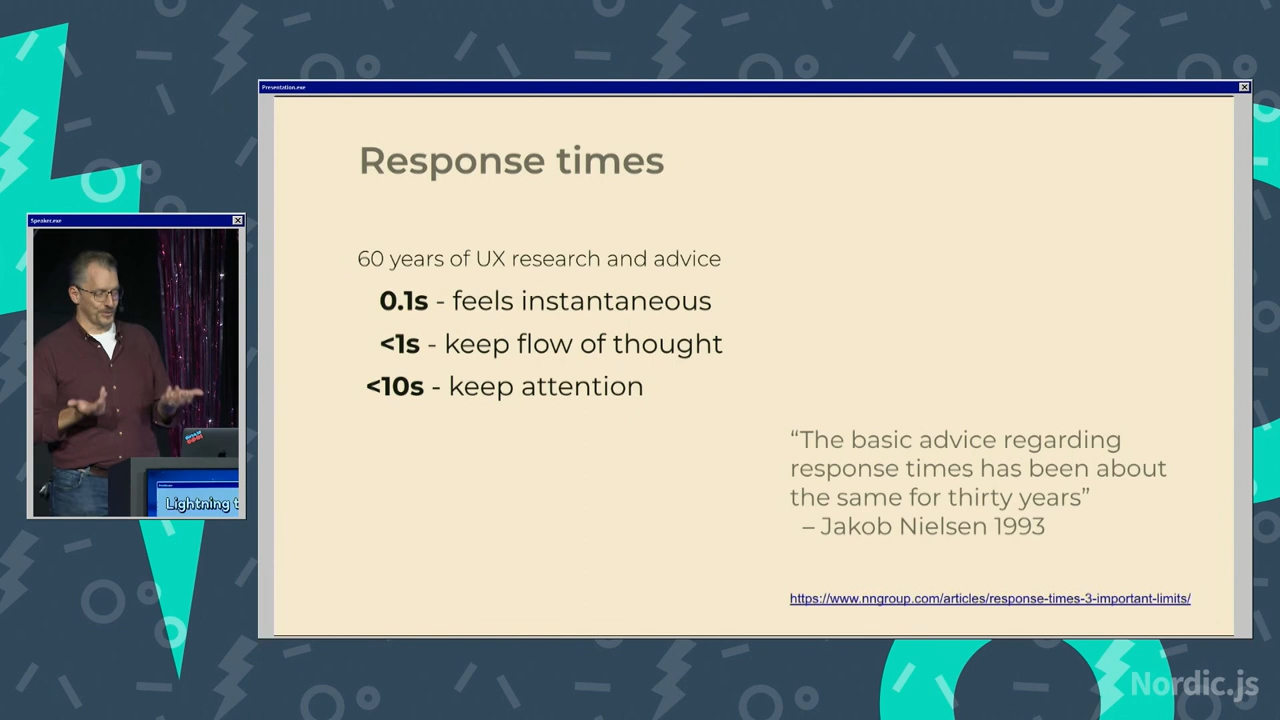 Presentation.exe
Response times
60 years of UX research and advice
0.1s - feels instantaneous
<1s - keep flow of thought
<10s - keep attention
“The basic advice regarding
response times has been about
the same for thirty years”
– Jakob Nielsen 1993
https://www.nngroup.com/articles/response-times-3-important-limits/
Speaker.exe
Lightning t
Nordic.js